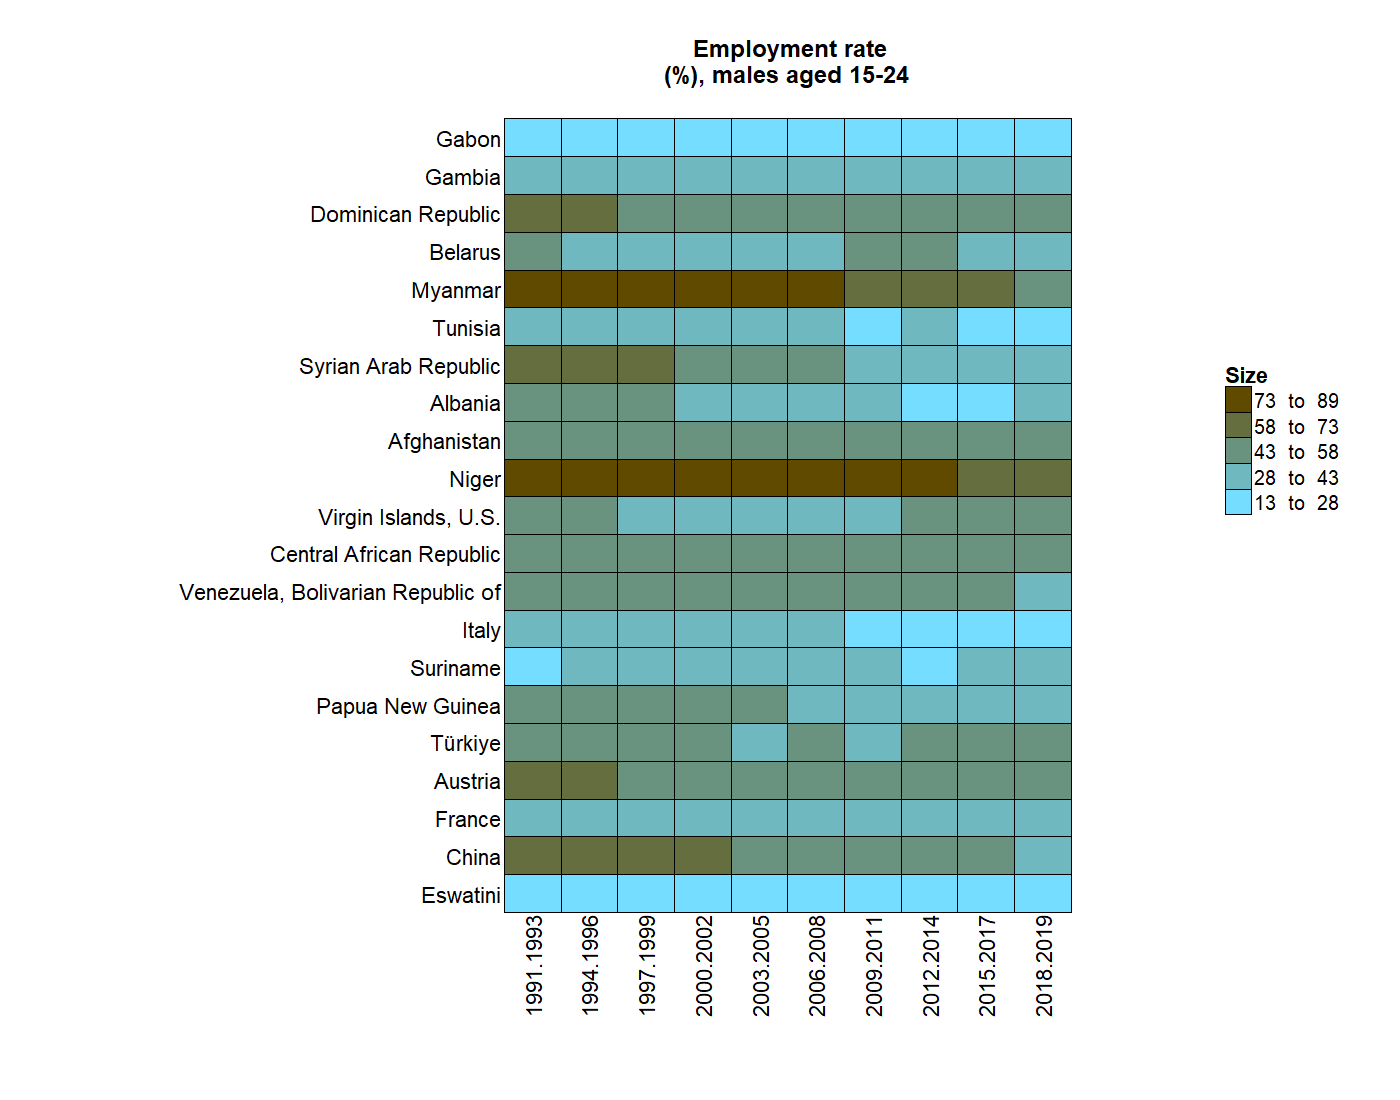 Employment rate
(%), males aged 15-24
Gabon
Gambia
Dominican Republic
Belarus
Myanmar
Tunisia
Syrian Arab Republic
Albania
Afghanistan
Niger
Virgin Islands, U.S.
Central African Republic
Venezuela, Bolivarian Republic of
Italy
Suriname
Papua New Guinea
Türkiye
Austria
France
China
Eswatini
1991.1993
1994.1996
1997.1999
2000.2002
2003.2005
2006.2008
2009.2011
2012.2014
2015.2017
2018.2019
Size
73 to 89
58 to 73
43 to 58
28 to 43
13 to 28